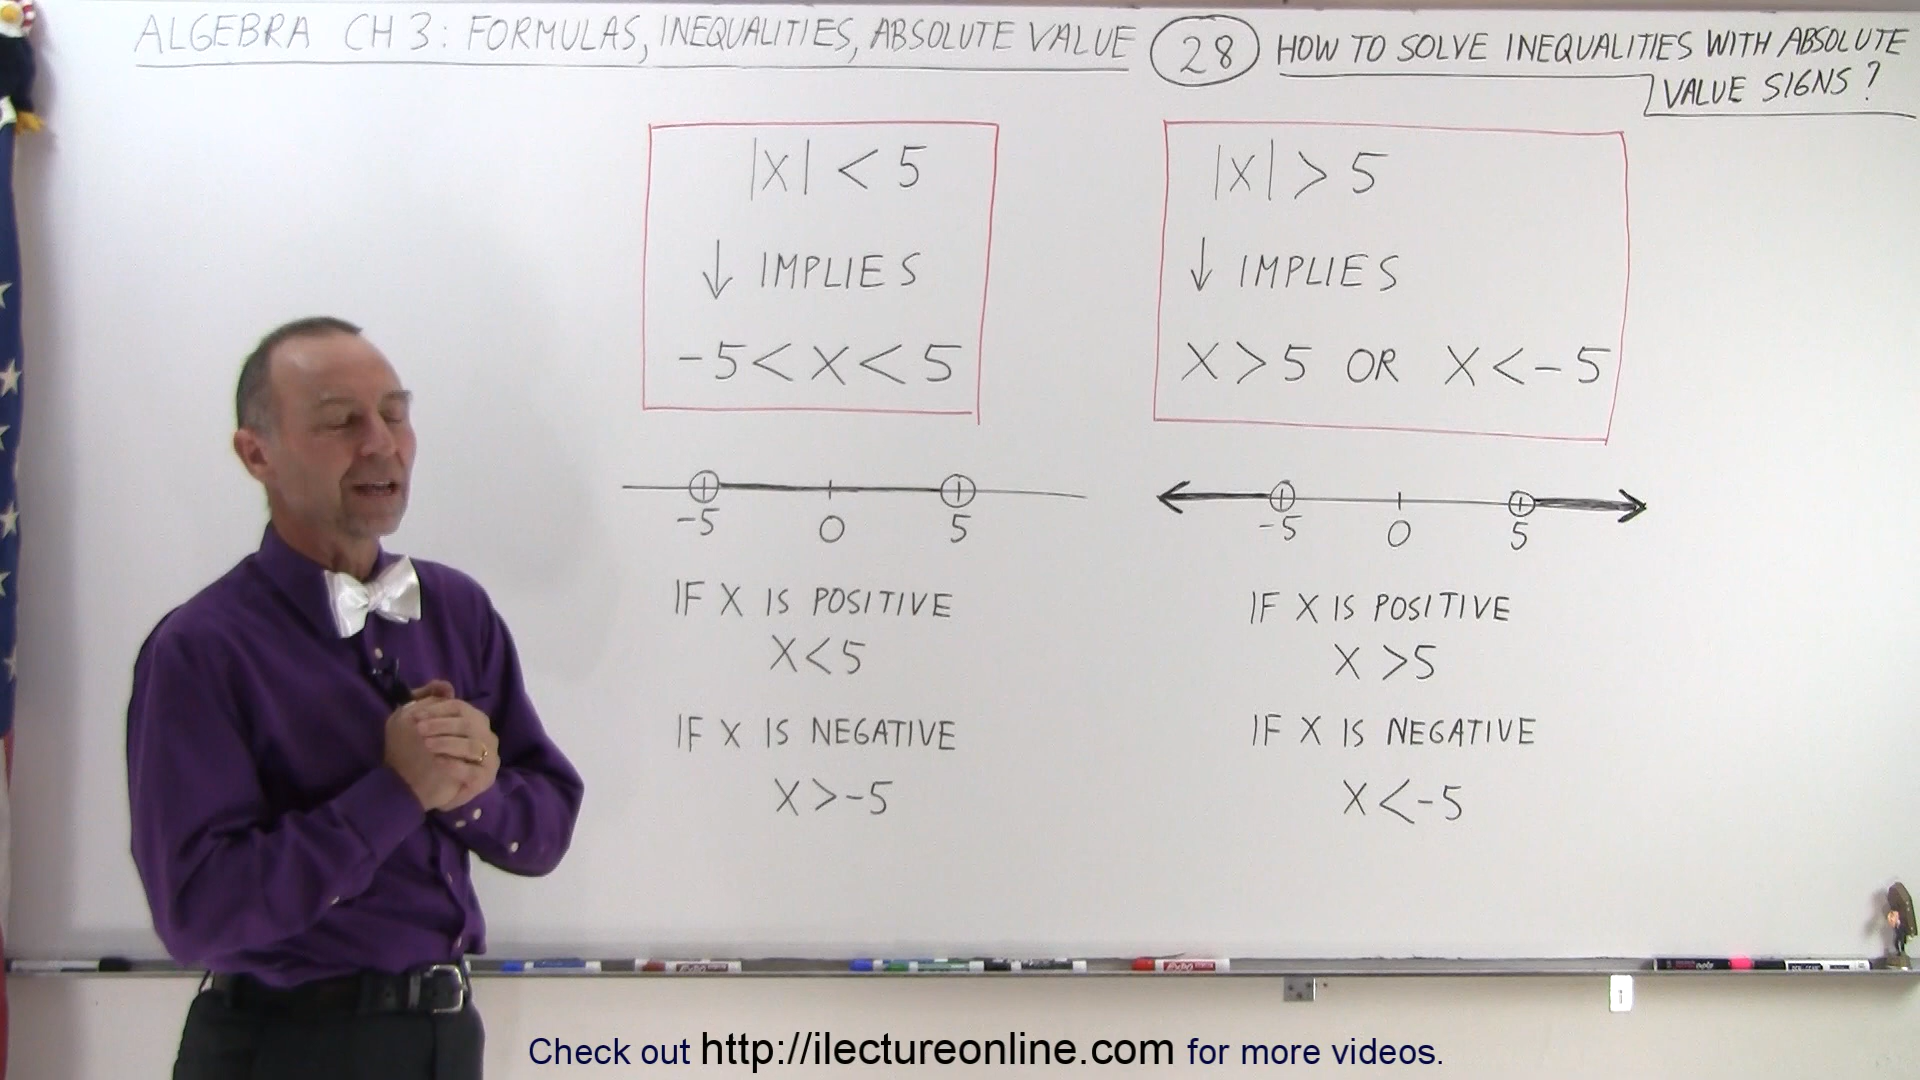 ALGEBRA CH 3: FORMULAS, INEQUALITIES, ABSOLUTE VALUE 28 HOW TO SOLVE INEQUALITIES WITH ABSOLUTE
VALUE SIGNS?
|X| < 5
↓ IMPLIES
-5 < X < 5
-5 0 5
IF X IS POSITIVE
X < 5
IF X IS NEGATIVE
X > -5
|X| > 5
↓ IMPLIES
X > 5 OR X < -5
-5 0 5
IF X IS POSITIVE
X > 5
IF X IS NEGATIVE
X < -5
Check out http://ilectureonline.com for more videos.